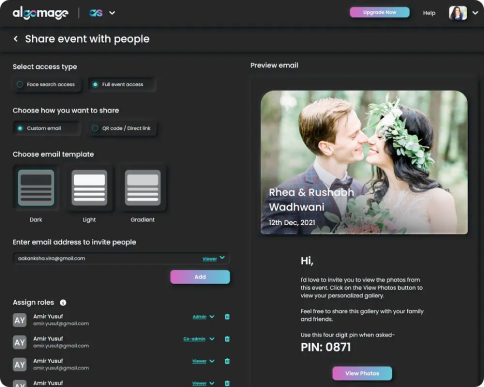 algomage
Upgrade Now
Help
Share event with people
Select access type
Face search access
Full event access
Choose how you want to share
Custom email
QR code / Direct link
Choose email template
Dark
Light
Gradient
Enter email address to invite people
aakanksha.vira@gmail.com
Viewer
Add
Assign roles
AY
Amir Yusuf
amir.yusuf@gmail.com
Admin
AY
Amir Yusuf
amir.yusuf@gmail.com
Co-admin
AY
Amir Yusuf
amir.yusuf@gmail.com
Viewer
AY
Amir Yusuf
Viewer
Preview email
Rhea & Rushabh
Wadhwani
12th Dec, 2021
Hi,
I'd love to invite you to view the photos from
this event. Click on the View Photos button to
view your personalized gallery.
Feel free to share this gallery with your family
and friends.
Use this four digit pin when asked-
PIN: 0871
View Photos